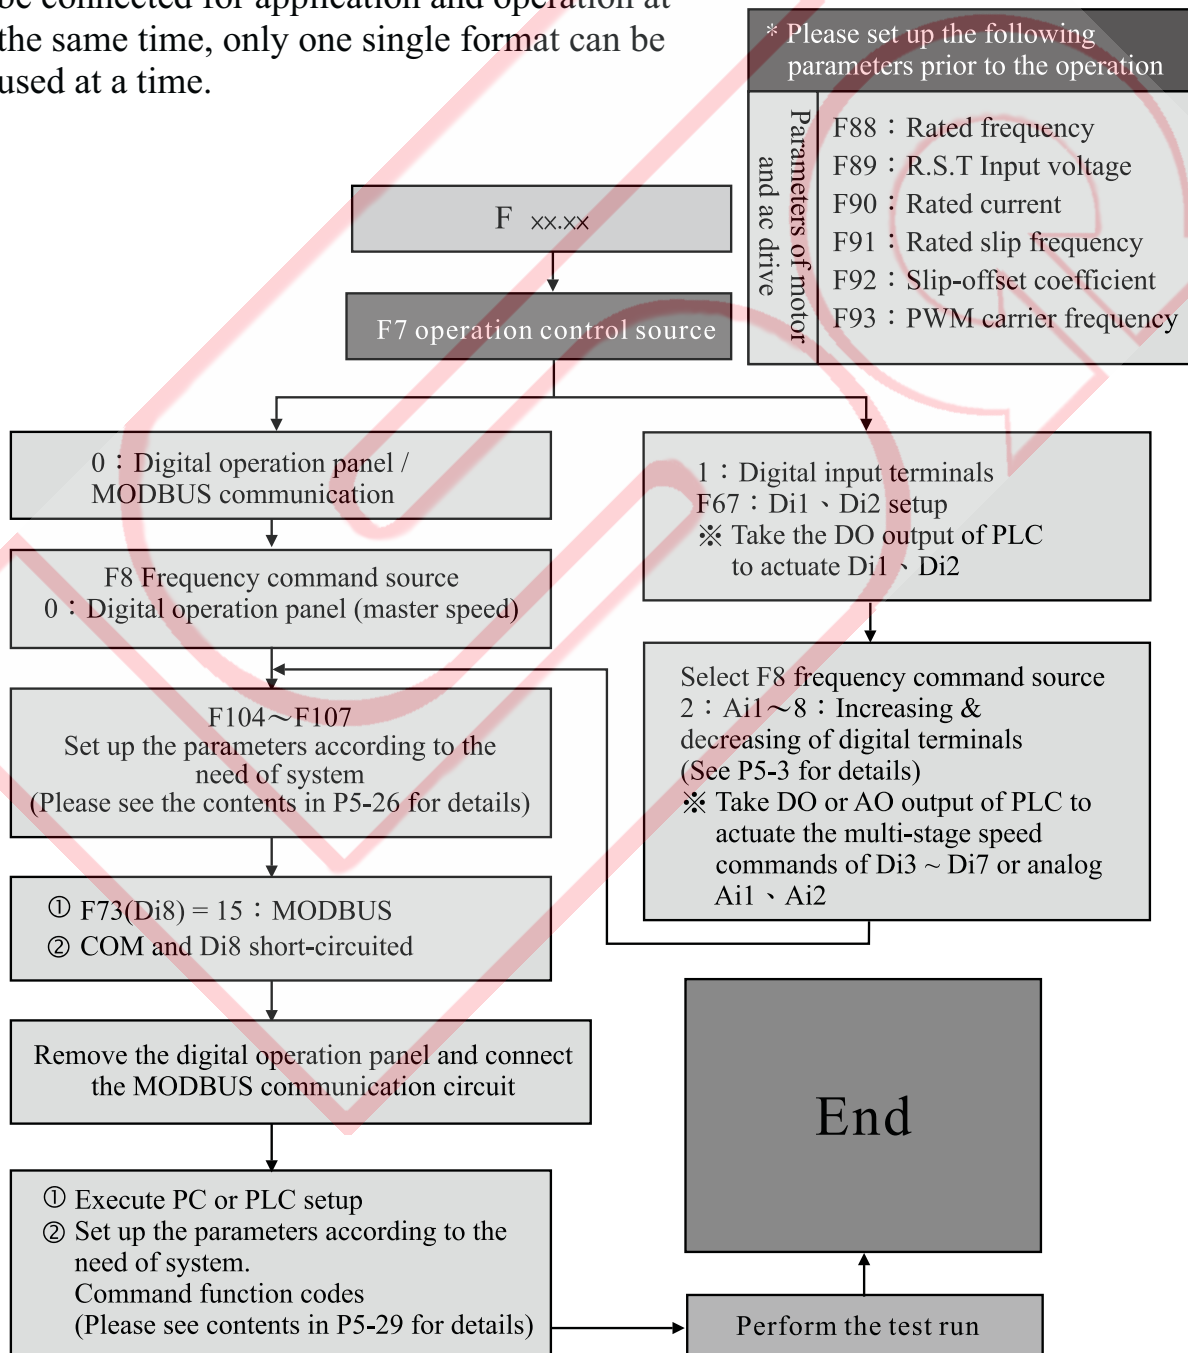 be connected for application and operation at
the same time, only one single format can be
used at a time.
* Please set up the following
parameters prior to the operation
Parameters of motor
and ac drive
F88：Rated frequency
F89：R.S.T Input voltage
F90：Rated current
F91：Rated slip frequency
F92：Slip-offset coefficient
F93：PWM carrier frequency
F xx.xx
F7 operation control source
0：Digital operation panel /
MODBUS communication
F8 Frequency command source
0：Digital operation panel (master speed)
F104～F107
Set up the parameters according to the
need of system
(Please see the contents in P5-26 for details)
① F73(Di8) = 15：MODBUS
② COM and Di8 short-circuited
Remove the digital operation panel and connect
the MODBUS communication circuit
① Execute PC or PLC setup
② Set up the parameters according to the
need of system.
Command function codes
(Please see contents in P5-29 for details)
1：Digital input terminals
F67：Di1、Di2 setup
※ Take the DO output of PLC
to actuate Di1、Di2
Select F8 frequency command source
2：Ai1～8：Increasing &
decreasing of digital terminals
(See P5-3 for details)
※ Take DO or AO output of PLC to
actuate the multi-stage speed
commands of Di3 ~ Di7 or analog
Ai1、Ai2
End
Perform the test run